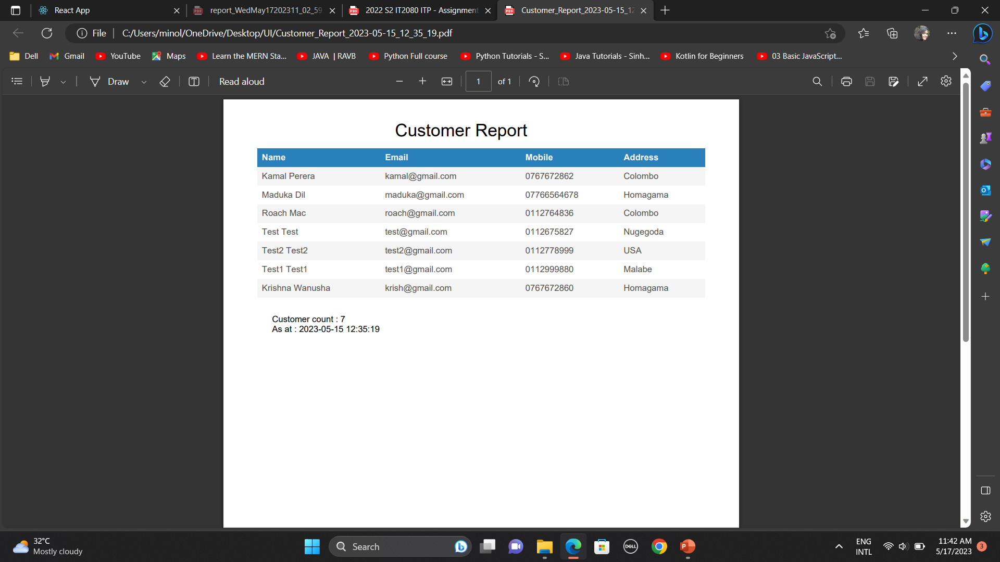 React App
report_WedMay17202311_02_59
2022 S2 IT2080 ITP - Assignment
Customer_Report_2023-05-15_12
File
C:/Users/minol/OneDrive/Desktop/UI/Customer_Report_2023-05-15_12_35_19.pdf
Dell Gmail YouTube Maps Learn the MERN Sta... JAVA | RAVB Python Full course Python Tutorials - S... Java Tutorials - Sinh... Kotlin for Beginners 03 Basic JavaScript...
Draw Read aloud 1 of 1
Customer Report
Name Email Mobile Address
Kamal Perera kamal@gmail.com 0767672862 Colombo
Maduka Dil maduka@gmail.com 07766564678 Homagama
Roach Mac roach@gmail.com 0112764836 Colombo
Test Test test@gmail.com 0112675827 Nugegoda
Test2 Test2 test2@gmail.com 0112778999 USA
Test1 Test1 test1@gmail.com 0112999880 Malabe
Krishna Wanusha krish@gmail.com 0767672860 Homagama
Customer count : 7
As at : 2023-05-15 12:35:19
32°C
Mostly cloudy
Search
DELL
ENG
INTL
11:42 AM
5/17/2023
3